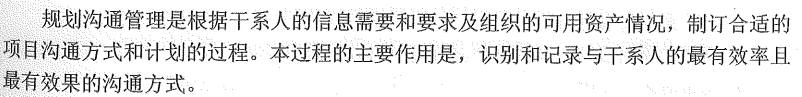 规划沟通管理是根据干系人的信息需要和要求及组织的可用资产情况，制订合适的
项目沟通方式和计划的过程。本过程的主要作用是，识别和记录与干系人的最有效率且
最有效果的沟通方式。